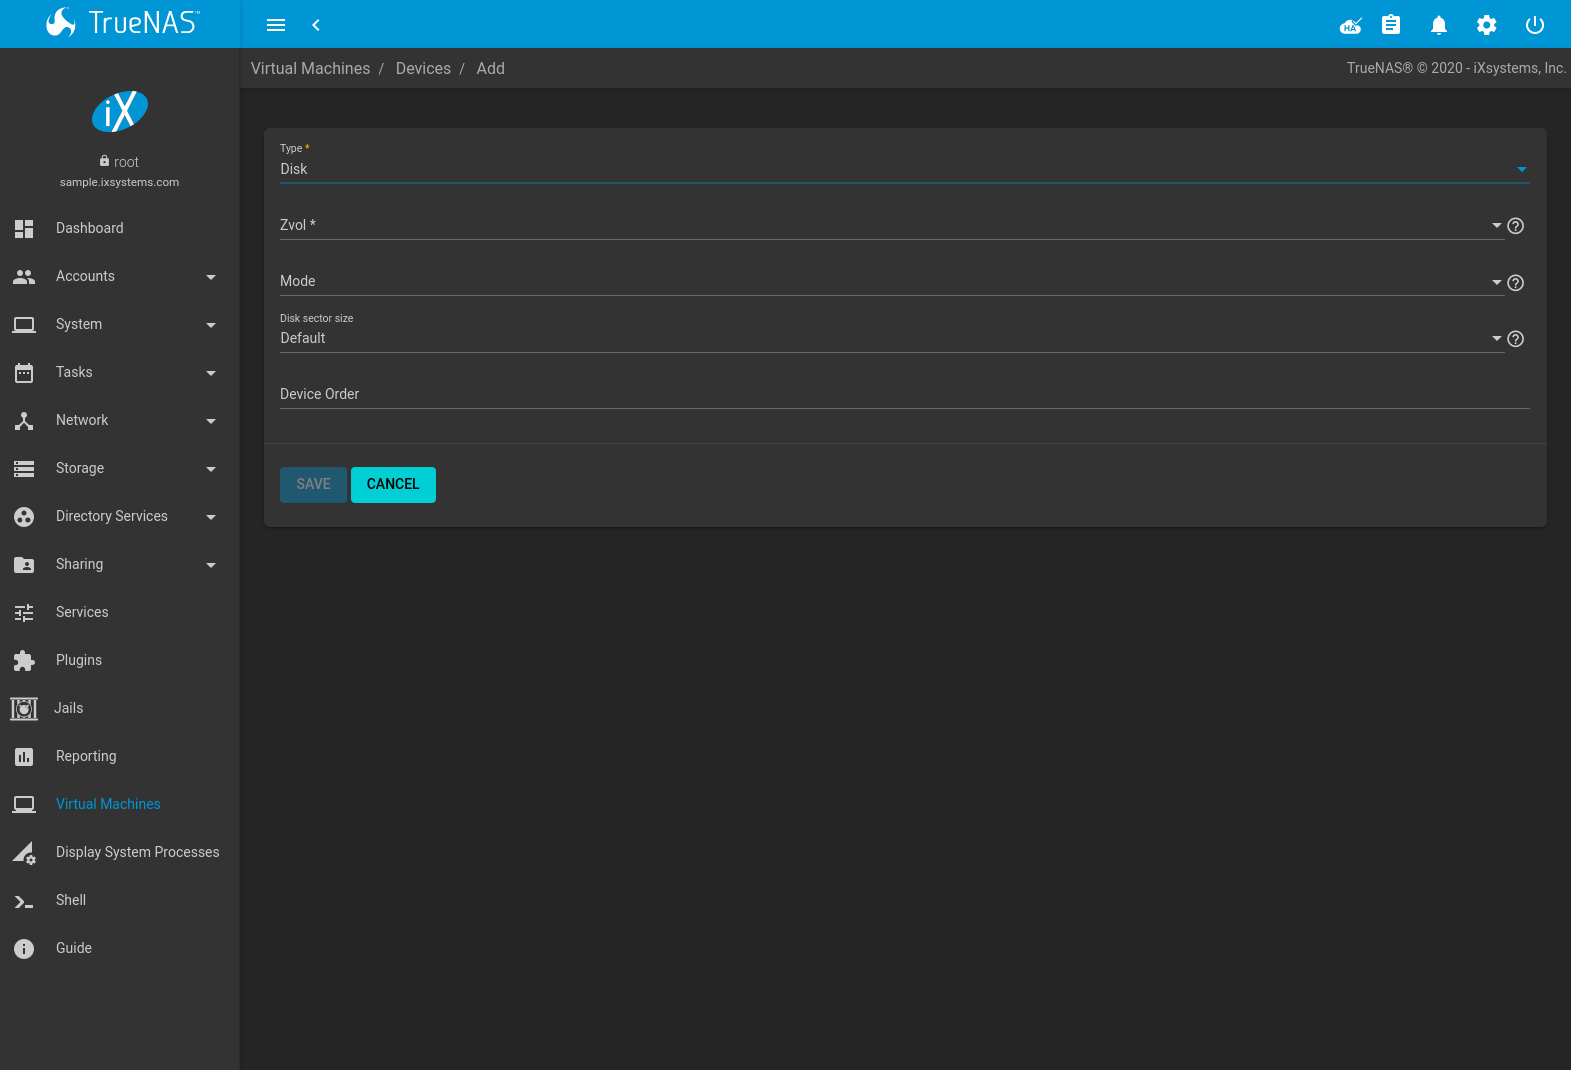 TrueNAS™
Virtual Machines / Devices / Add
TrueNAS® © 2020 - iXsystems, Inc.
iX
root
sample.ixsystems.com
Dashboard
Accounts
System
Tasks
Network
Storage
Directory Services
Sharing
Services
Plugins
Jails
Reporting
Virtual Machines
Display System Processes
Shell
Guide
HA
Type *
Disk
Zvol *
Mode
Disk sector size
Default
Device Order
SAVE
CANCEL